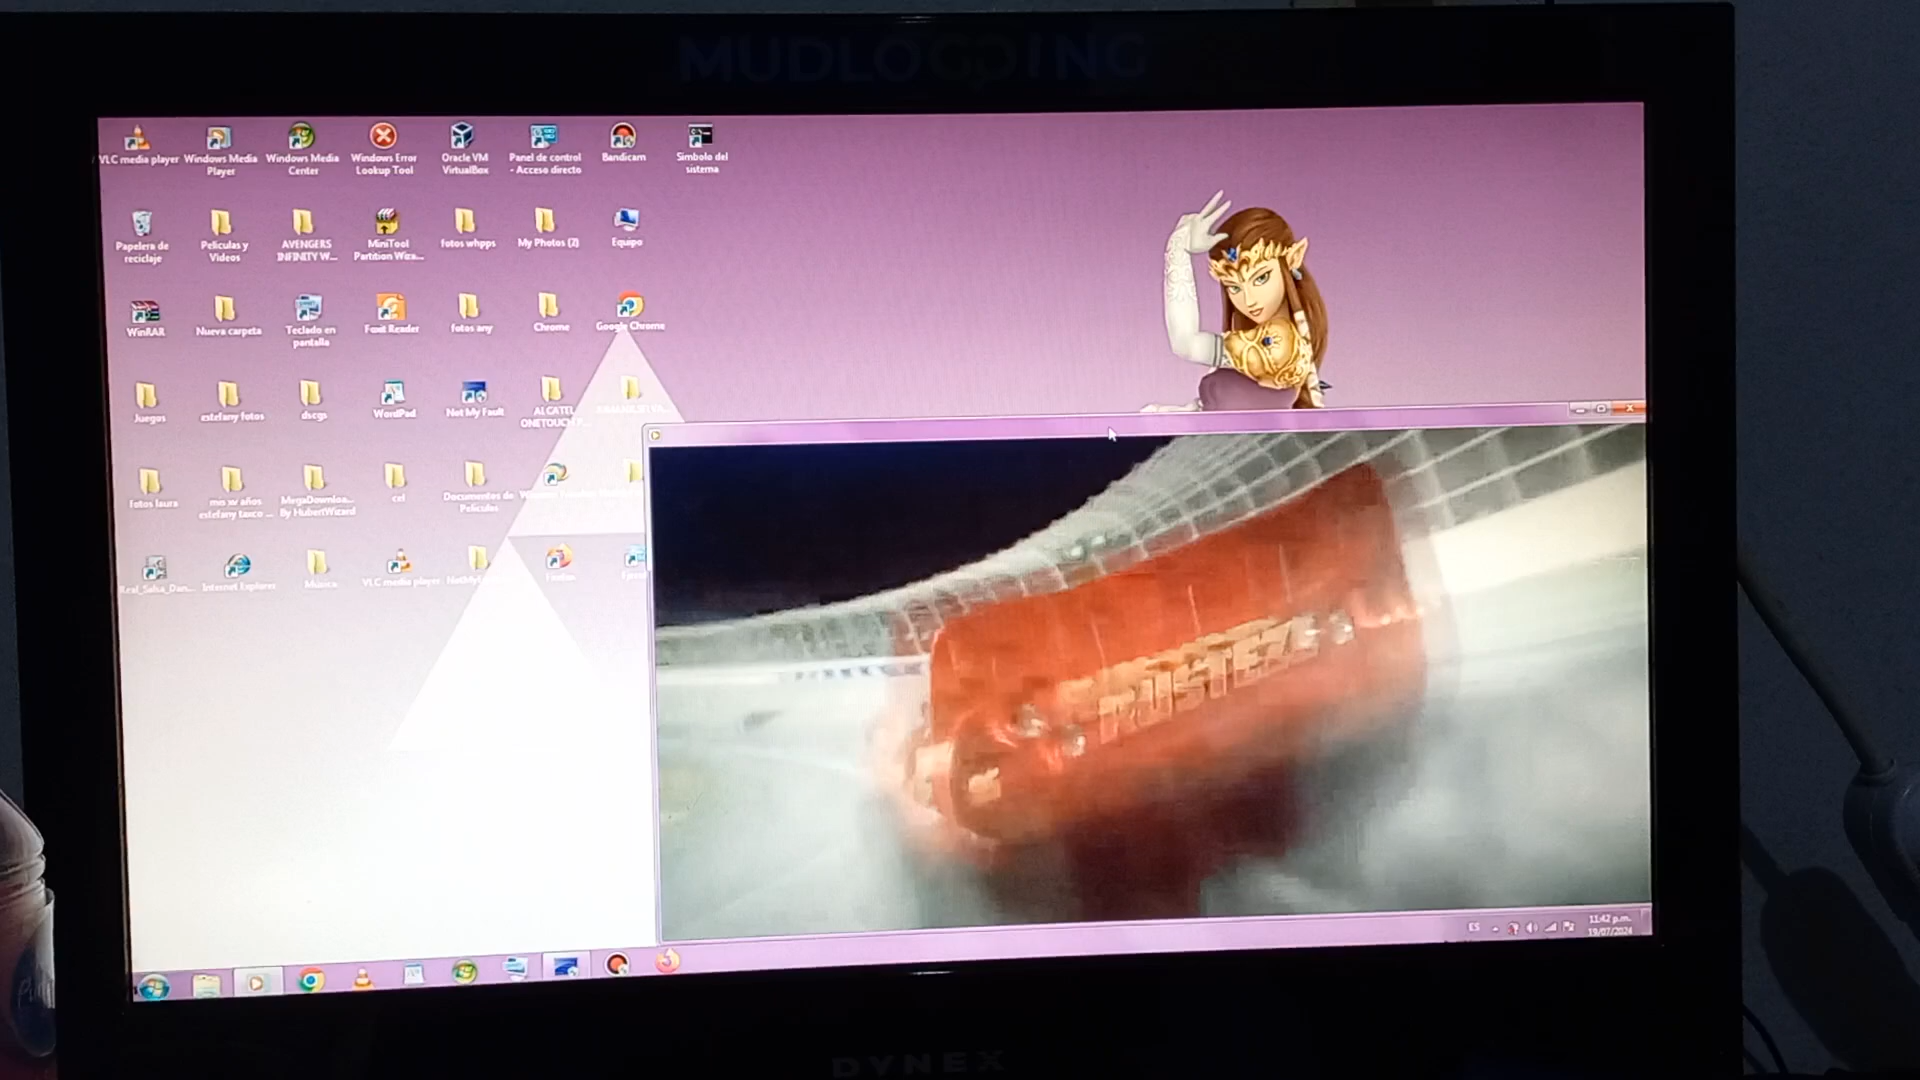 MUDLOGGING
VLC media player
Windows Media Player
Windows Media Center
Windows Error Lookup Tool
Oracle VM VirtualBox
Panel de control - Acceso directo
Bandicam
Símbolo del sistema
Papelera de reciclaje
Peliculas y Videos
AVENGERS INFINITY W...
MiniTool Partition Wiza...
fotos whpps
My Photos (2)
Equipo
WinRAR
Nueva carpeta
Teclado en pantalla
Foxit Reader
fotos any
Chrome
Google Chrome
Juegos
estefany fotos
dscgs
WordPad
Not My Fault
ALCATEL ONETOUCH P...
Fotos laura
mis xv años estefany taxco ...
MegaDownloa... By HubertWizard
cel
Documentos de Peliculas
Real_Salsa_Dan...
Internet Explorer
Música
VLC media player
NotMy
Firefox
RUSTEZE
ES
11:42 p.m.
19/07/2024
DYNEX